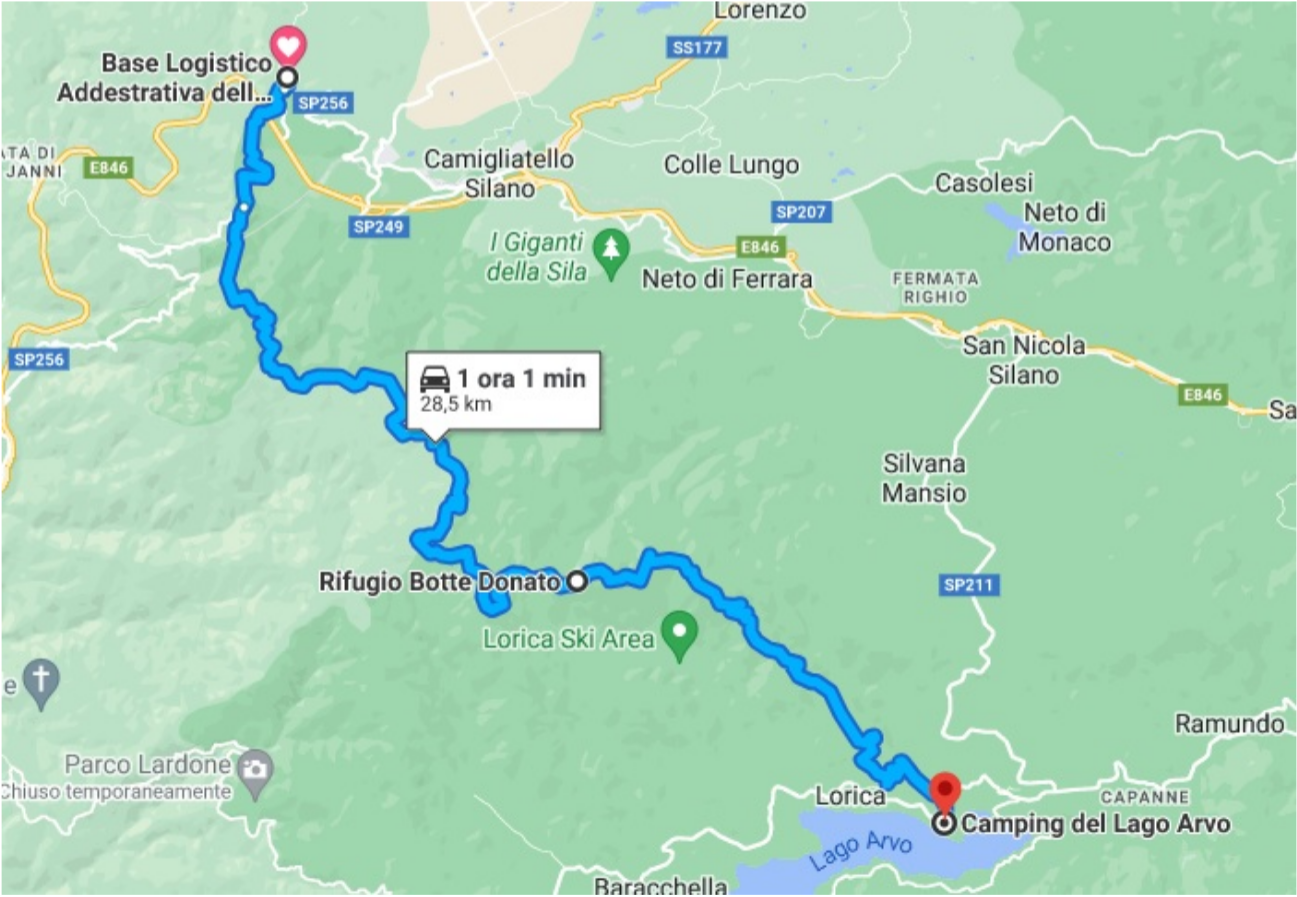 Lorenzo
SS177
Base Logistico
Addestrativa dell...
SP256
ATA DI
JANNI
E846
Camigliatello
Silano
Colle Lungo
Casolesi
SP249
SP207
Neto di
Monaco
I Giganti
della Sila
E846
Neto di Ferrara
FERMATA
RIGHIO
SP256
San Nicola
Silano
1 ora 1 min
28,5 km
E846
Sa
Silvana
Mansio
Rifugio Botte Donato
SP211
Lorica Ski Area
e
Ramundo
Parco Lardone
Chiuso temporaneamente
Lorica
CAPANNE
Camping del Lago Arvo
Lago Arvo
Baracchella